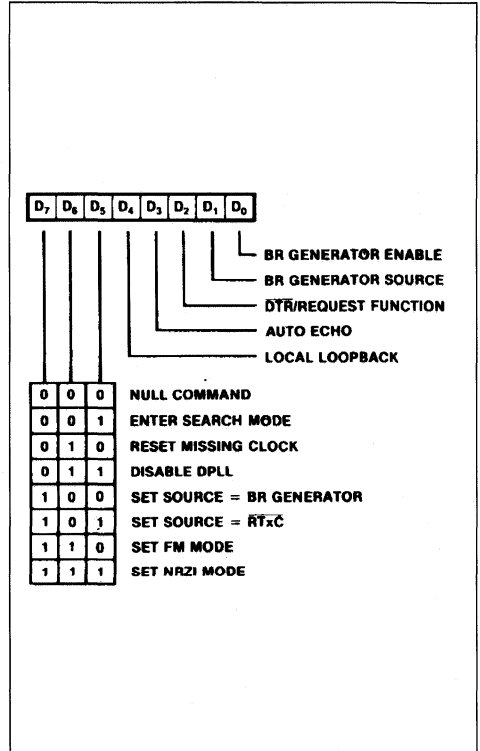 D7 D6 D5 D4 D3 D2 D1 D0
BR GENERATOR ENABLE
BR GENERATOR SOURCE
D̅T̅R̅/REQUEST FUNCTION
AUTO ECHO
LOCAL LOOPBACK
0 0 0 NULL COMMAND
0 0 1 ENTER SEARCH MODE
0 1 0 RESET MISSING CLOCK
0 1 1 DISABLE DPLL
1 0 0 SET SOURCE = BR GENERATOR
1 0 1 SET SOURCE = R̅T̅x̅C̅
1 1 0 SET FM MODE
1 1 1 SET NRZI MODE